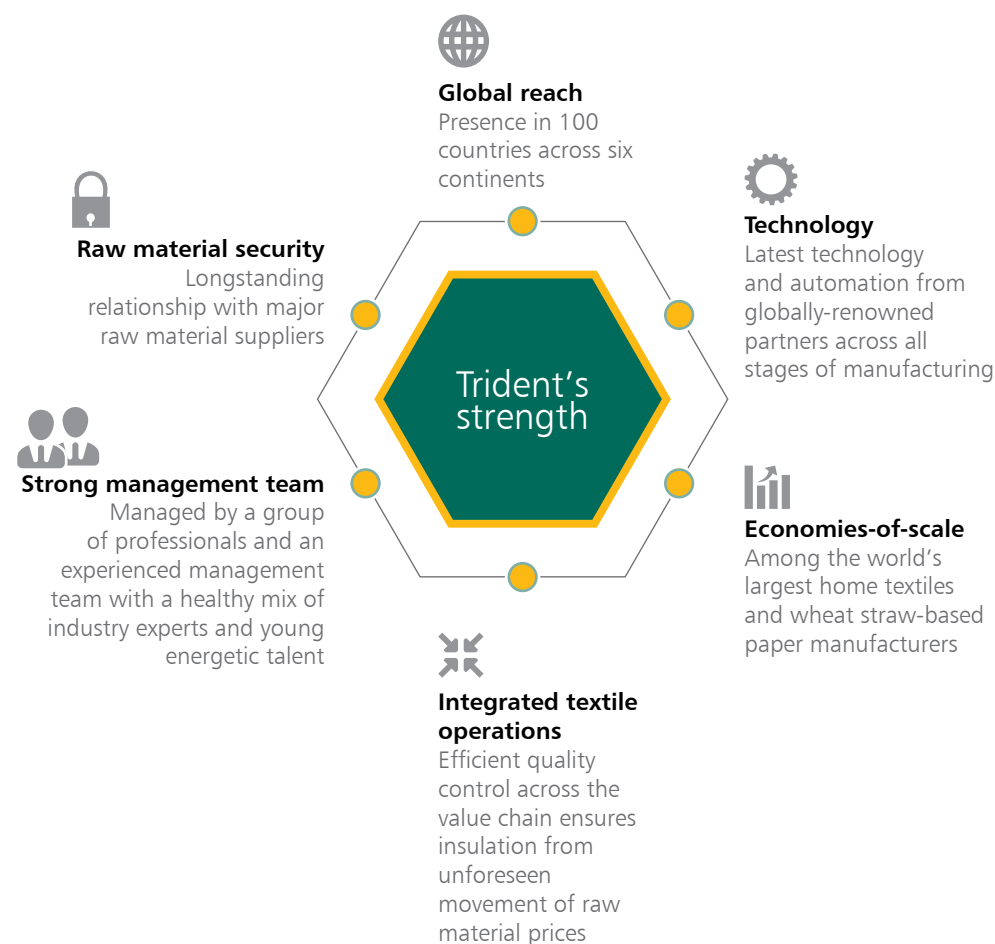 Global reach
Presence in 100
countries across six
continents
Technology
Latest technology
and automation from
globally-renowned
partners across all
stages of manufacturing
Economies-of-scale
Among the world's
largest home textiles
and wheat straw-based
paper manufacturers
Integrated textile
operations
Efficient quality
control across the
value chain ensures
insulation from
unforeseen
movement of raw
material prices
Strong management team
Managed by a group
of professionals and an
experienced management
team with a healthy mix of
industry experts and young
energetic talent
Raw material security
Longstanding
relationship with major
raw material suppliers
Trident's
strength